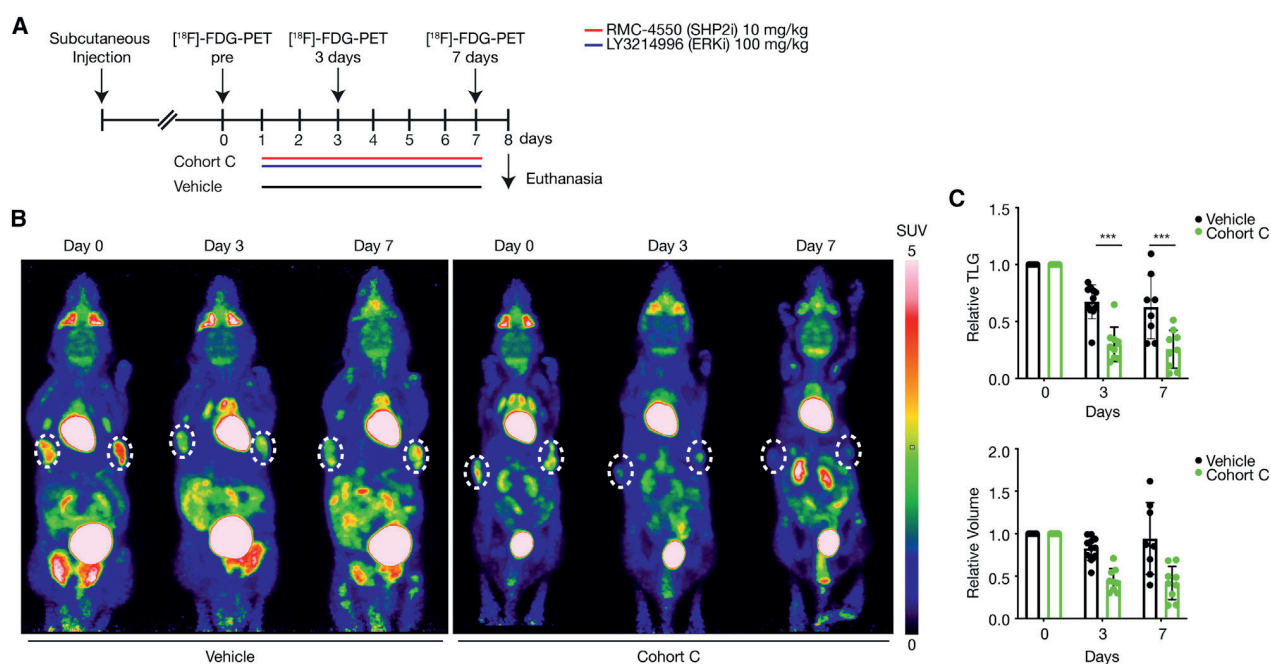 A
Subcutaneous
Injection
[18F]-FDG-PET
pre
[18F]-FDG-PET
3 days
[18F]-FDG-PET
7 days
RMC-4550 (SHP2i) 10 mg/kg
LY3214996 (ERKi) 100 mg/kg
0 1 2 3 4 5 6 7 8 days
Cohort C
Vehicle
Euthanasia
B
Day 0 Day 3 Day 7 Day 0 Day 3 Day 7
SUV
5
0
Vehicle
Cohort C
C
Relative TLG
1.5
1.0
0.5
0.0
*** ***
Vehicle
Cohort C
0 3 7
Days
Relative Volume
2.0
1.5
1.0
0.5
0.0
Vehicle
Cohort C
0 3 7
Days